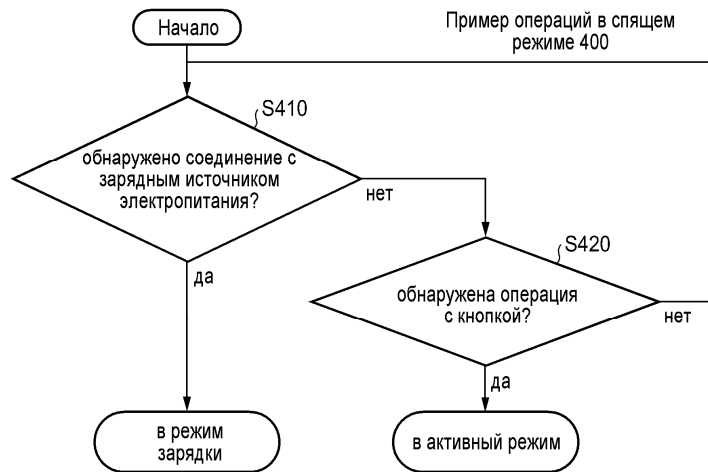 Начало
Пример операций в спящем
режиме 400
S410
обнаружено соединение с
зарядным источником
электропитания?
нет
да
S420
обнаружена операция
с кнопкой?
нет
да
в режим
зарядки
в активный режим